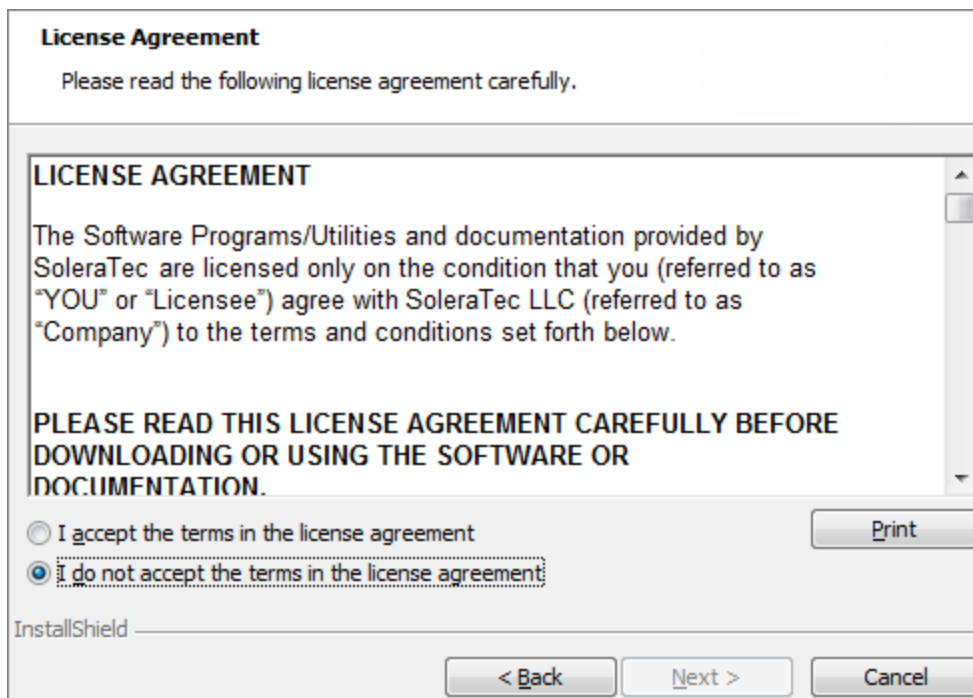 License Agreement
Please read the following license agreement carefully.
LICENSE AGREEMENT
The Software Programs/Utilities and documentation provided by
SoleraTec are licensed only on the condition that you (referred to as
“YOU” or “Licensee”) agree with SoleraTec LLC (referred to as
“Company”) to the terms and conditions set forth below.
PLEASE READ THIS LICENSE AGREEMENT CAREFULLY BEFORE
DOWNLOADING OR USING THE SOFTWARE OR
DOCUMENTATION.
I accept the terms in the license agreement
Print
I do not accept the terms in the license agreement
InstallShield
< Back
Next >
Cancel